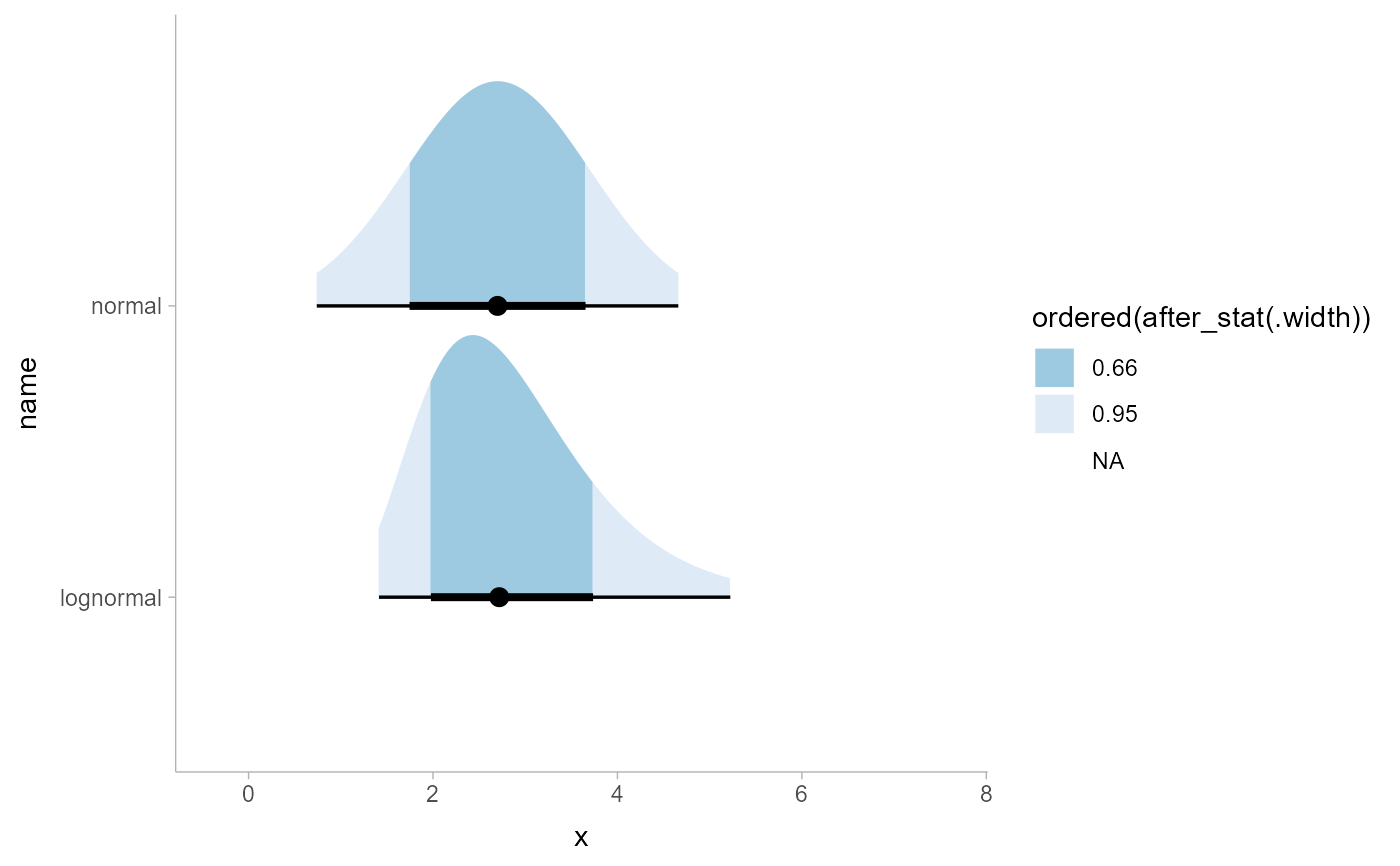 name
normal
lognormal
0
2
4
6
8
x
ordered(after_stat(.width))
0.66
0.95
NA